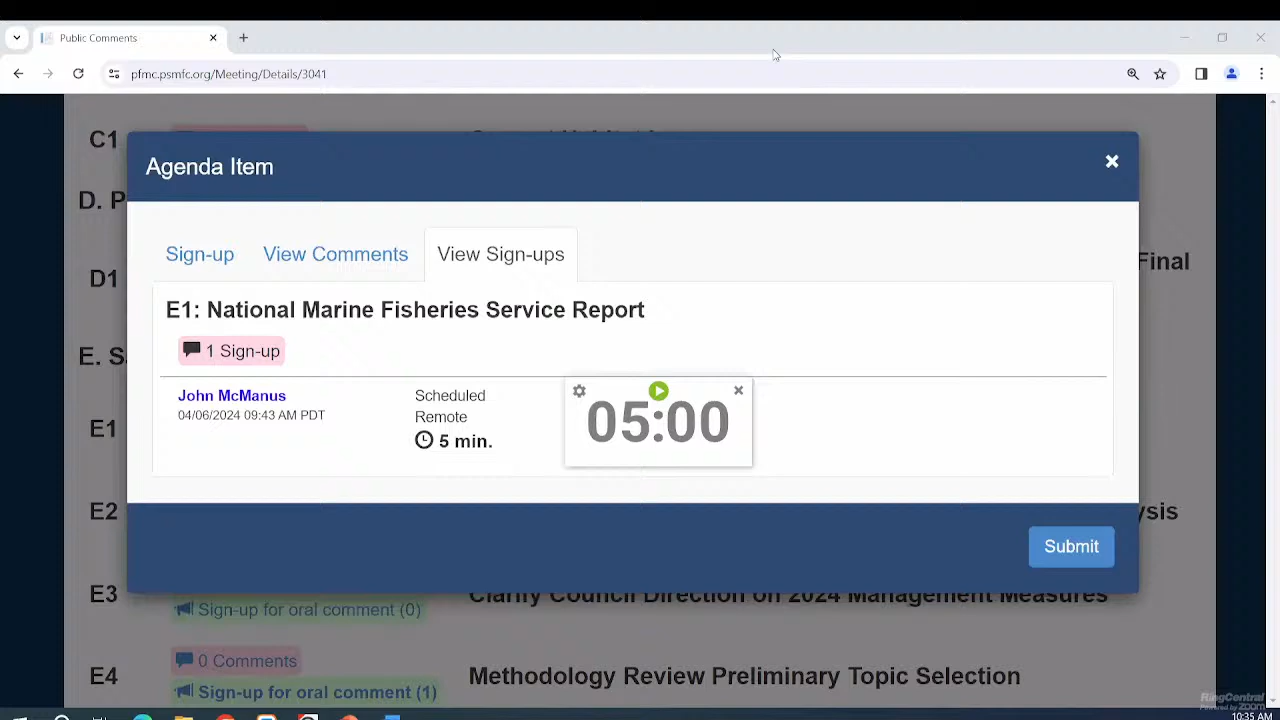 Public Comments
pfmc.psmfc.org/Meeting/Details/3041
C1
Agenda Item
D. P
Sign-up View Comments View Sign-ups
D1 Final
E1: National Marine Fisheries Service Report
1 Sign-up
E. S
John McManus
04/06/2024 09:43 AM PDT
Scheduled
Remote
5 min.
05:00
E1
E2 ysis
Submit
E3 Clarify Council Direction on 2024 Management Measures
Sign-up for oral comment (0)
0 Comments
E4 Methodology Review Preliminary Topic Selection
Sign-up for oral comment (1)
RingCentral
Powered by zoom
10:35 AM